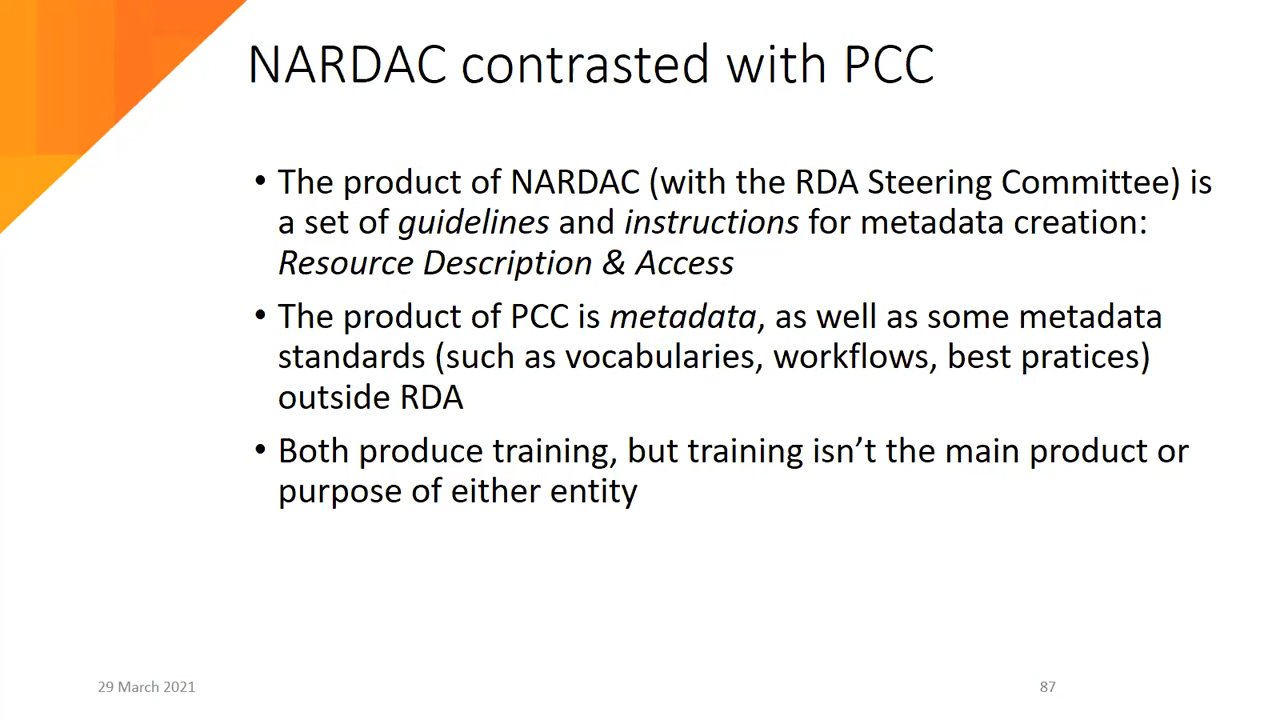 NARDAC contrasted with PCC
• The product of NARDAC (with the RDA Steering Committee) is
a set of guidelines and instructions for metadata creation:
Resource Description & Access
• The product of PCC is metadata, as well as some metadata
standards (such as vocabularies, workflows, best pratices)
outside RDA
• Both produce training, but training isn’t the main product or
purpose of either entity
29 March 2021
87